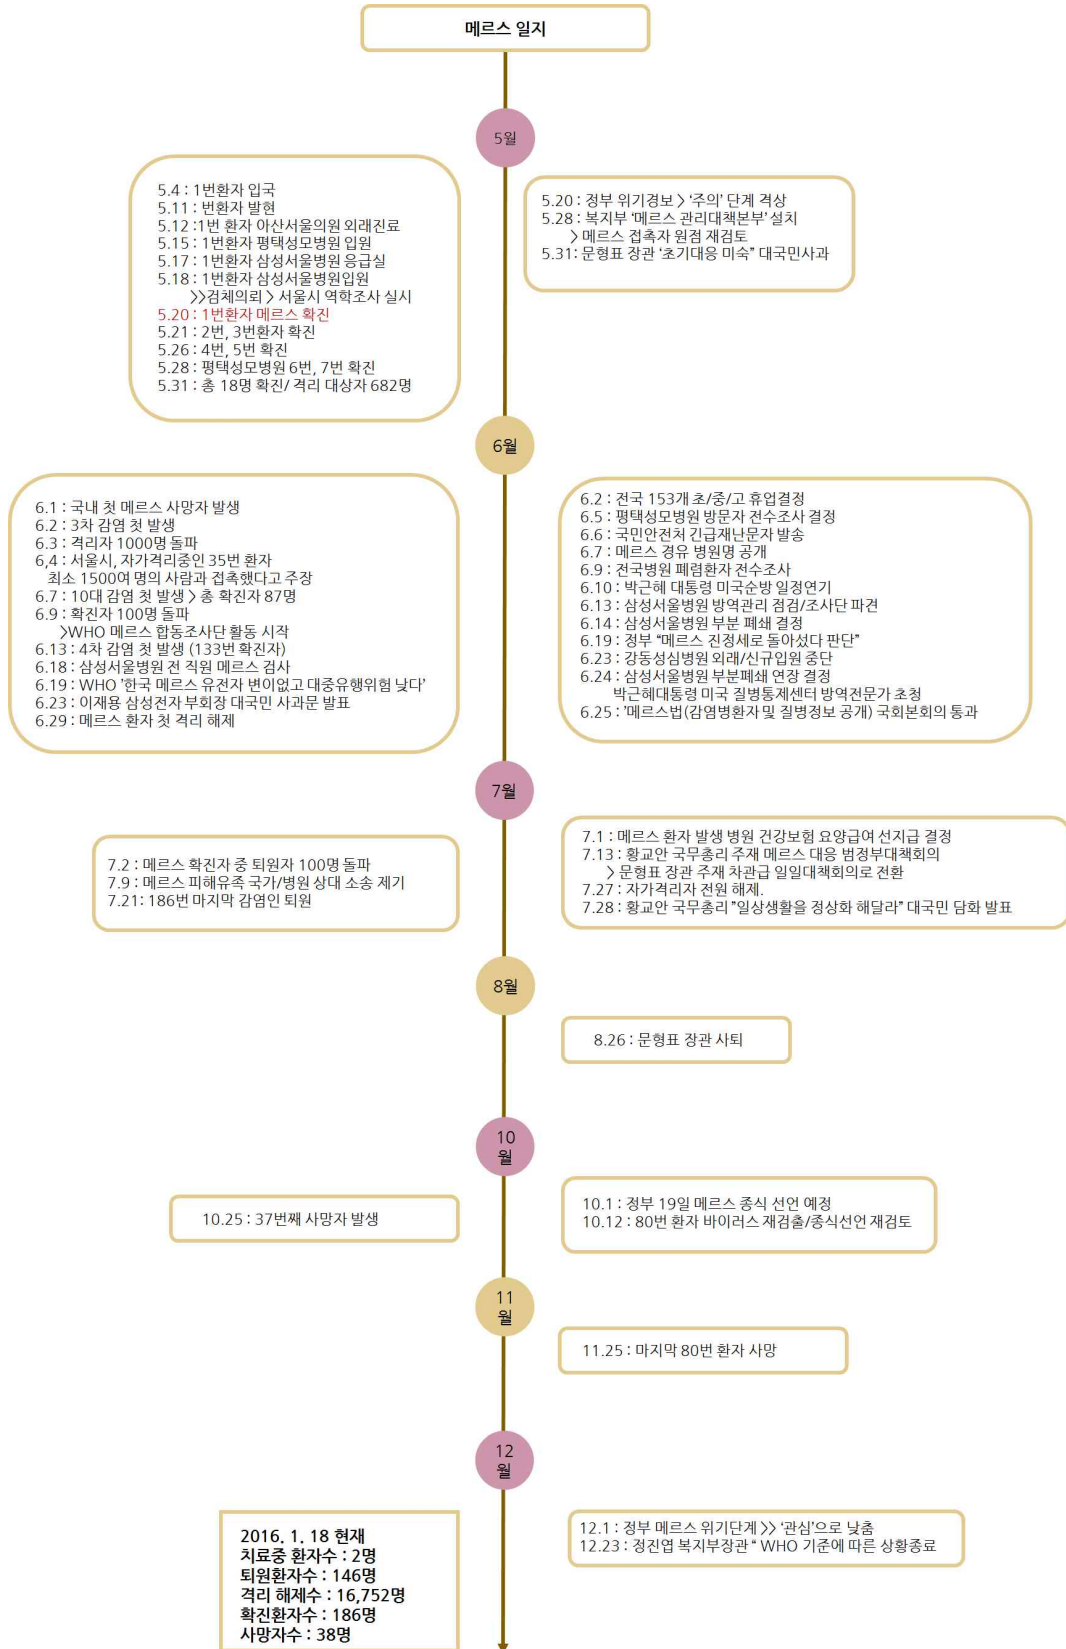 메르스 일지
5월
5.4 : 1번환자 입국
5.11 : 번환자 발현
5.12 :1번 환자 아산서울의원 외래진료
5.15 : 1번환자 평택성모병원 입원
5.17 : 1번환자 삼성서울병원 응급실
5.18 : 1번환자 삼성서울병원입원
>>검체의뢰 > 서울시 역학조사 실시
5.20 : 1번환자 메르스 확진
5.21 : 2번, 3번환자 확진
5.26 : 4번, 5번 확진
5.28 : 평택성모병원 6번, 7번 확진
5.31 : 총 18명 확진/ 격리 대상자 682명
5.20 : 정부 위기경보 > ‘주의’ 단계 격상
5.28 : 복지부 ‘메르스 관리대책본부’ 설치
> 메르스 접촉자 원점 재검토
5.31: 문형표 장관 ‘초기대응 미숙” 대국민사과
6월
6.1 : 국내 첫 메르스 사망자 발생
6.2 : 3차 감염 첫 발생
6.3 : 격리자 1000명 돌파
6,4 : 서울시, 자가격리중인 35번 환자
최소 1500여 명의 사람과 접촉했다고 주장
6.7 : 10대 감염 첫 발생 > 총 확진자 87명
6.9 : 확진자 100명 돌파
>WHO 메르스 합동조사단 활동 시작
6.13 : 4차 감염 첫 발생 (133번 확진자)
6.18 : 삼성서울병원 전 직원 메르스 검사
6.19 : WHO ‘한국 메르스 유전자 변이없고 대중유행위험 낮다’
6.23 : 이재용 삼성전자 부회장 대국민 사과문 발표
6.29 : 메르스 환자 첫 격리 해제
6.2 : 전국 153개 초/중/고 휴업결정
6.5 : 평택성모병원 방문자 전수조사 결정
6.6 : 국민안전처 긴급재난문자 발송
6.7 : 메르스 경유 병원명 공개
6.9 : 전국병원 폐렴환자 전수조사
6.10 : 박근혜 대통령 미국순방 일정연기
6.13 : 삼성서울병원 방역관리 점검/조사단 파견
6.14 : 삼성서울병원 부분 폐쇄 결정
6.19 : 정부 “메르스 진정세로 돌아섰다 판단”
6.23 : 강동성심병원 외래/신규입원 중단
6.24 : 삼성서울병원 부분폐쇄 연장 결정
박근혜대통령 미국 질병통제센터 방역전문가 초청
6.25 : ’메르스법(감염병환자 및 질병정보 공개) 국회본회의 통과
7월
7.2 : 메르스 확진자 중 퇴원자 100명 돌파
7.9 : 메르스 피해유족 국가/병원 상대 소송 제기
7.21: 186번 마지막 감염인 퇴원
7.1 : 메르스 환자 발생 병원 건강보험 요양급여 선지급 결정
7.13 : 황교안 국무총리 주재 메르스 대응 범정부대책회의
> 문형표 장관 주재 차관급 일일대책회의로 전환
7.27 : 자가격리자 전원 해제.
7.28 : 황교안 국무총리 ”일상생활을 정상화 해달라” 대국민 담화 발표
8월
8.26 : 문형표 장관 사퇴
10
월
10.25 : 37번째 사망자 발생
10.1 : 정부 19일 메르스 종식 선언 예정
10.12 : 80번 환자 바이러스 재검출/종식선언 재검토
11
월
11.25 : 마지막 80번 환자 사망
12
월
12.1 : 정부 메르스 위기단계 >> ‘관심’으로 낮춤
12.23 : 정진엽 복지부장관 “ WHO 기준에 따른 상황종료
2016. 1. 18 현재
치료중 환자수 : 2명
퇴원환자수 : 146명
격리 해제수 : 16,752명
확진환자수 : 186명
사망자수 : 38명